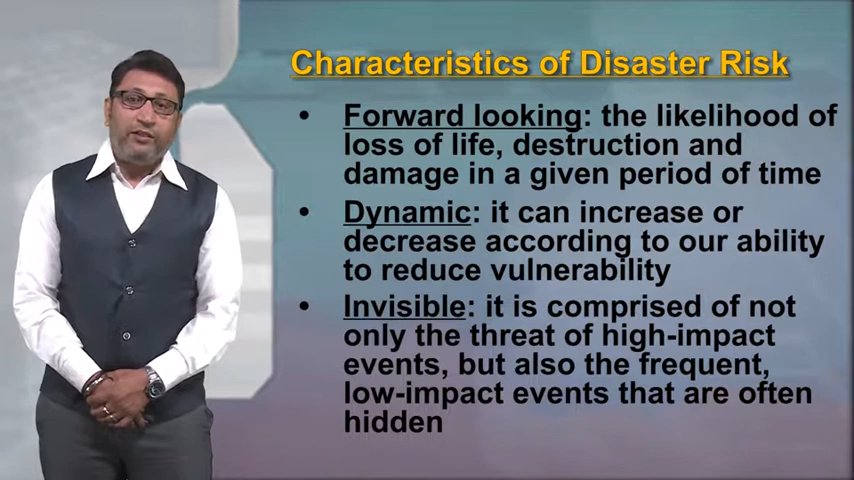 Characteristics of Disaster Risk
• Forward looking: the likelihood of
loss of life, destruction and
damage in a given period of time
• Dynamic: it can increase or
decrease according to our ability
to reduce vulnerability
• Invisible: it is comprised of not
only the threat of high-impact
events, but also the frequent,
low-impact events that are often
hidden